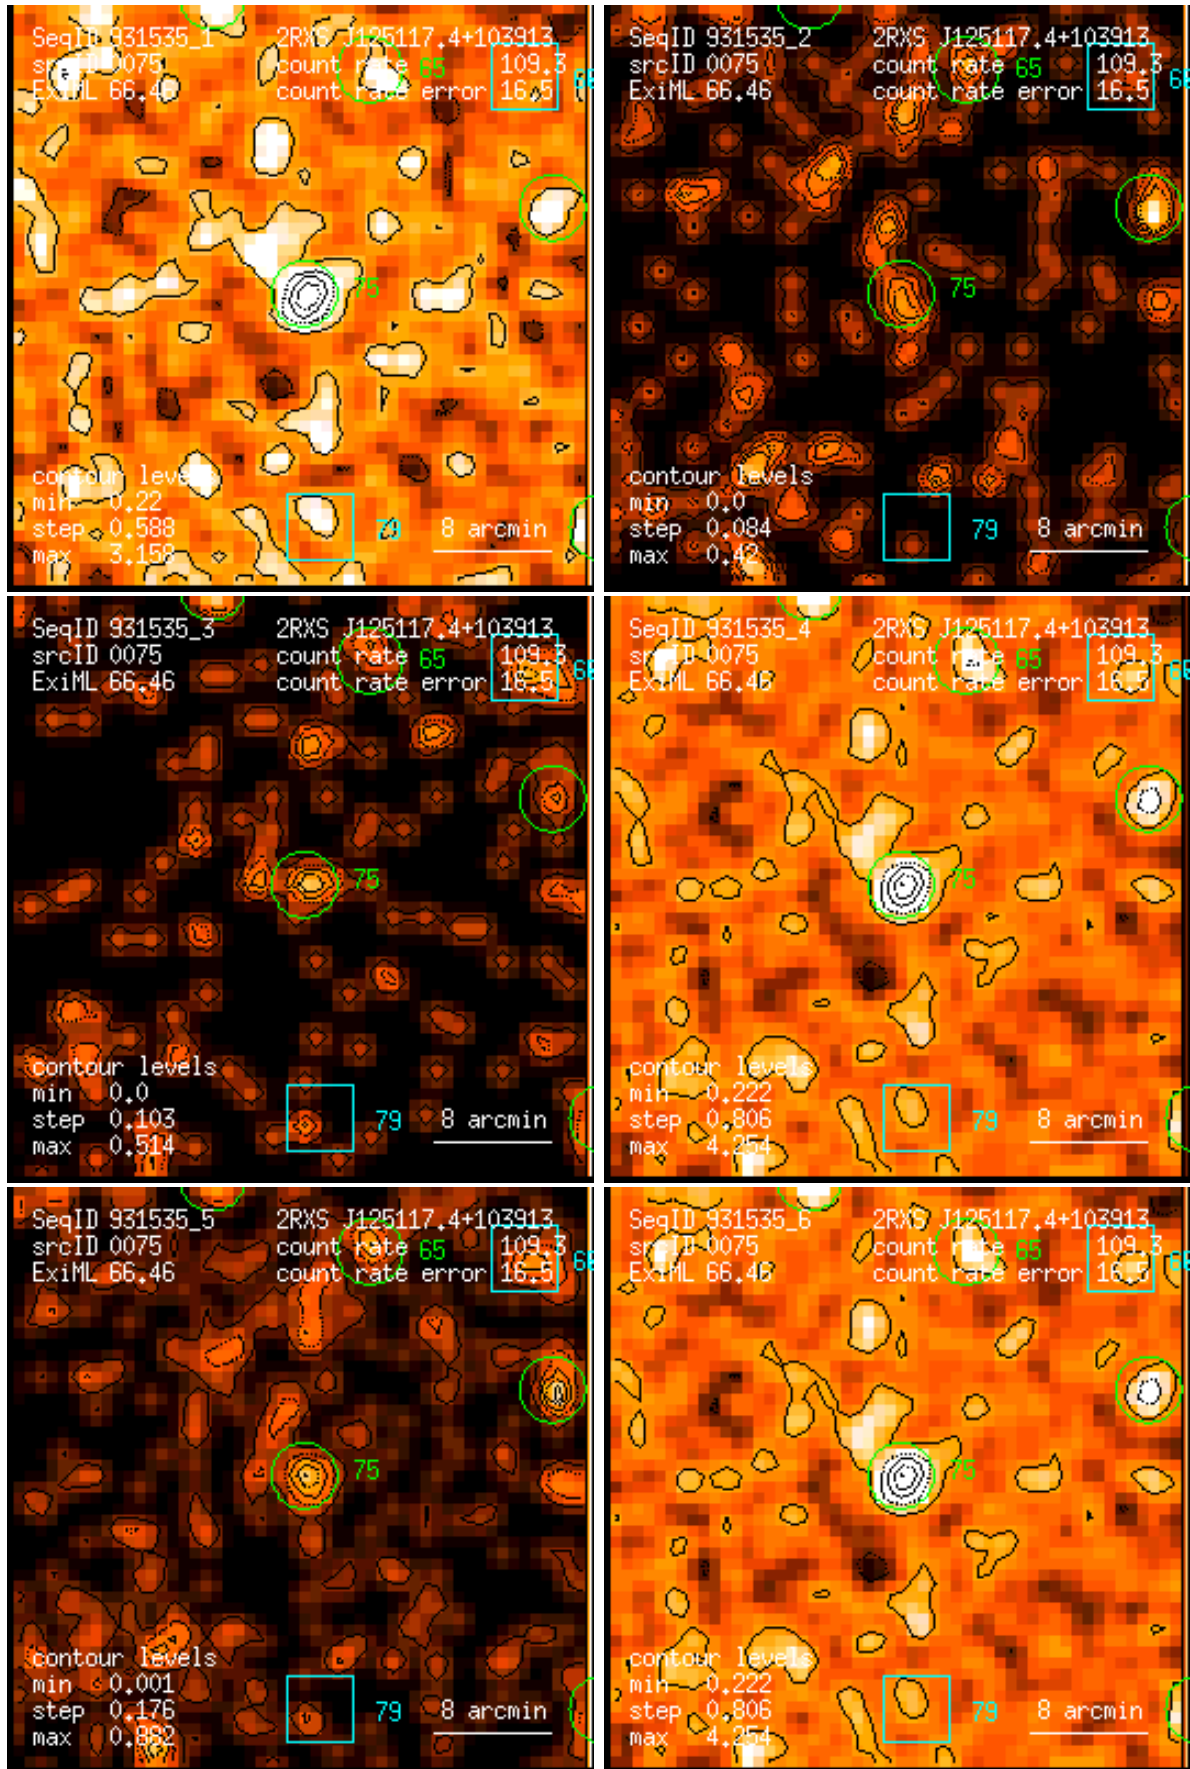 SeqID 931535_1 2RXS J125117.4+103913
srcID 0075 count rate 65 109.3
ExiML 66.46 count rate error 16.5
75
contour levels
min 0.22
step 0.588 79 8 arcmin
max 3.158
SeqID 931535_2 2RXS J125117.4+103913
srcID 0075 count rate 65 109.3
ExiML 66.46 count rate error 16.5
75
contour levels
min 0.0
step 0.084 79 8 arcmin
max 0.42
SeqID 931535_3 2RXS J125117.4+103913
srcID 0075 count rate 65 109.3
ExiML 66.46 count rate error 16.5
75
contour levels
min 0.0
step 0.103 79 8 arcmin
max 0.514
SeqID 931535_4 2RXS J125117.4+103913
srcID 0075 count rate 65 109.3
ExiML 66.46 count rate error 16.5
75
contour levels
min 0.222
step 0.806 79 8 arcmin
max 4.254
SeqID 931535_5 2RXS J125117.4+103913
srcID 0075 count rate 65 109.3
ExiML 66.46 count rate error 16.5
75
contour levels
min 0.001
step 0.176 79 8 arcmin
max 0.882
SeqID 931535_6 2RXS J125117.4+103913
srcID 0075 count rate 65 109.3
ExiML 66.46 count rate error 16.5
75
contour levels
min 0.222
step 0.806 79 8 arcmin
max 4.254